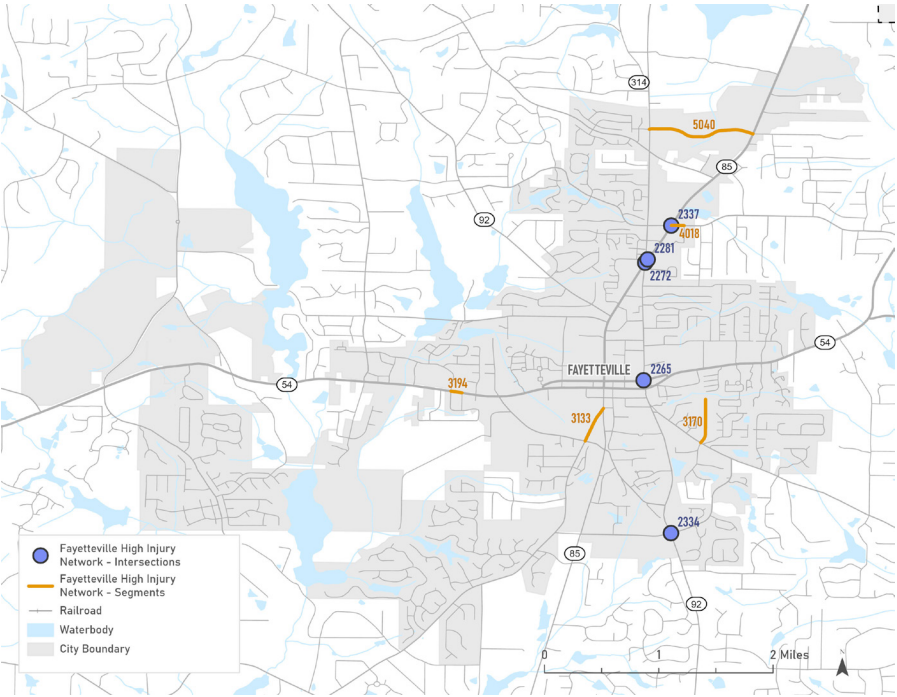 314
5040
85
92
2337
4018
2281
2272
54
FAYETTEVILLE
2265
54
3194
3133
3170
2334
85
92
Fayetteville High Injury
Network - Intersections
Fayetteville High Injury
Network - Segments
Railroad
Waterbody
City Boundary
0
1
2 Miles
N